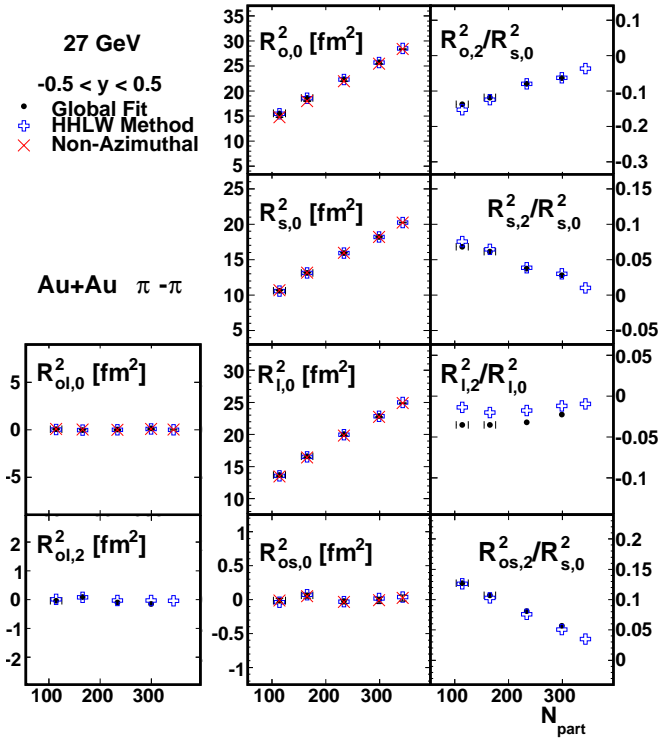 27 GeV
-0.5 < y < 0.5
Global Fit
HHLW Method
Non-Azimuthal
Au+Au π -π
R²o,0 [fm²]
35
30
25
20
15
10
5
R²o,2/R²s,0
0.1
0
-0.1
-0.2
-0.3
R²s,0 [fm²]
25
20
15
10
5
R²s,2/R²s,0
0.15
0.1
0.05
0
-0.05
R²ol,0 [fm²]
5
0
-5
R²l,0 [fm²]
30
25
20
15
10
R²l,2/R²l,0
0.05
0
-0.05
-0.1
R²ol,2 [fm²]
2
1
0
-1
-2
R²os,0 [fm²]
1
0.5
0
-0.5
-1
R²os,2/R²s,0
0.2
0.15
0.1
0.05
0
100 200 300
100 200 300
100 200 300
Npart